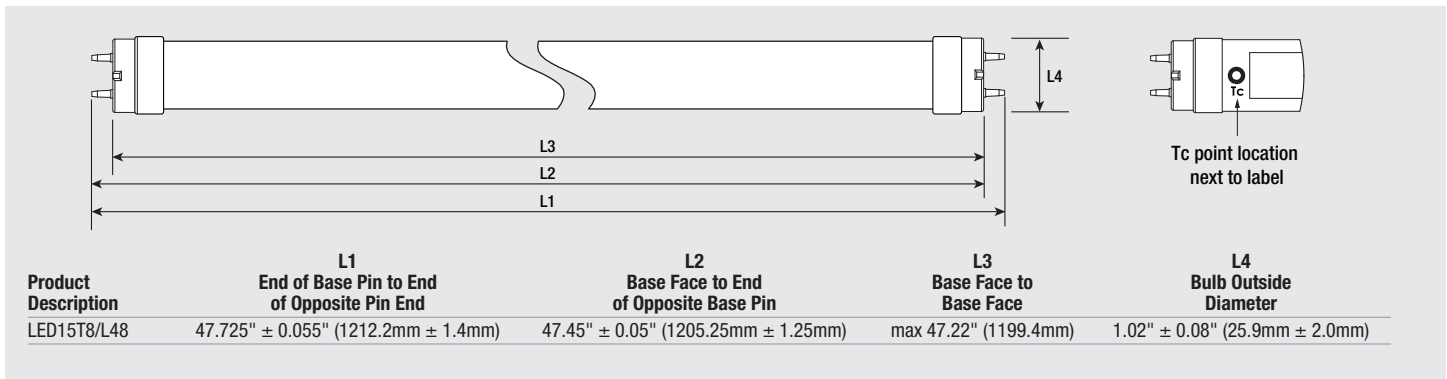 L4
Tc
Tc point location
next to label
L3
L2
L1
Product
Description
L1
End of Base Pin to End
of Opposite Pin End
L2
Base Face to End
of Opposite Base Pin
L3
Base Face to
Base Face
L4
Bulb Outside
Diameter
LED15T8/L48 47.725" ± 0.055" (1212.2mm ± 1.4mm) 47.45" ± 0.05" (1205.25mm ± 1.25mm) max 47.22" (1199.4mm) 1.02" ± 0.08" (25.9mm ± 2.0mm)